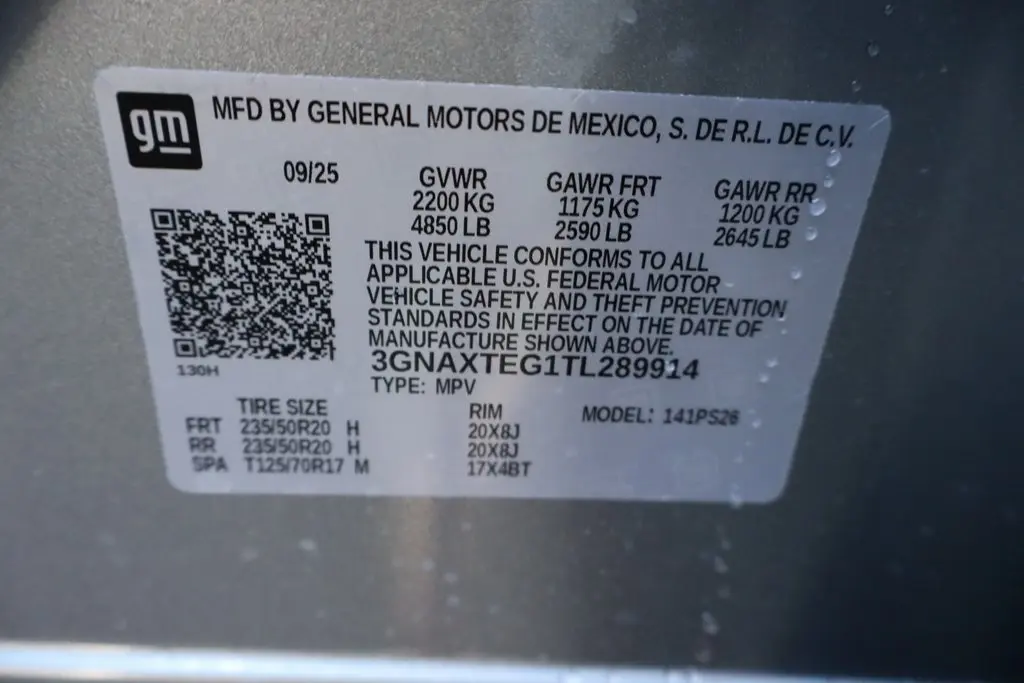 gm MFD BY GENERAL MOTORS DE MEXICO, S. DE R.L. DE C.V.
09/25 GVWR GAWR FRT GAWR RR
2200 KG 1175 KG 1200 KG
4850 LB 2590 LB 2645 LB
THIS VEHICLE CONFORMS TO ALL
APPLICABLE U.S. FEDERAL MOTOR
VEHICLE SAFETY AND THEFT PREVENTION
STANDARDS IN EFFECT ON THE DATE OF
MANUFACTURE SHOWN ABOVE.
3GNAXTEG1TL289914
130H
TYPE: MPV
TIRE SIZE RIM MODEL: 141PS26
FRT 235/50R20 H 20X8J
RR 235/50R20 H 20X8J
SPA T125/70R17 M 17X4BT